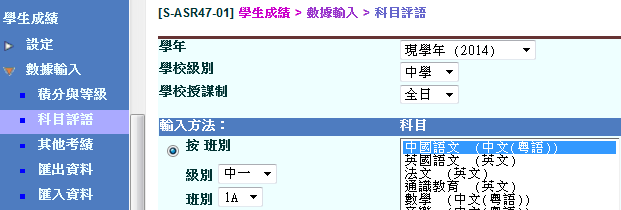 學生成績
設定
數據輸入
積分與等級
科目評語
其他考績
匯出資料
匯入資料
[S-ASR47-01] 學生成績 > 數據輸入 > 科目評語
學年 現學年 (2014)
學校級別 中學
學校授課制 全日
輸入方法： 科目
按 班別
級別 中一
班別 1A
中國語文 (中文(粵語))
英國語文 (英文)
法文 (英文)
通識教育 (英文)
數學 (中文(粵語))